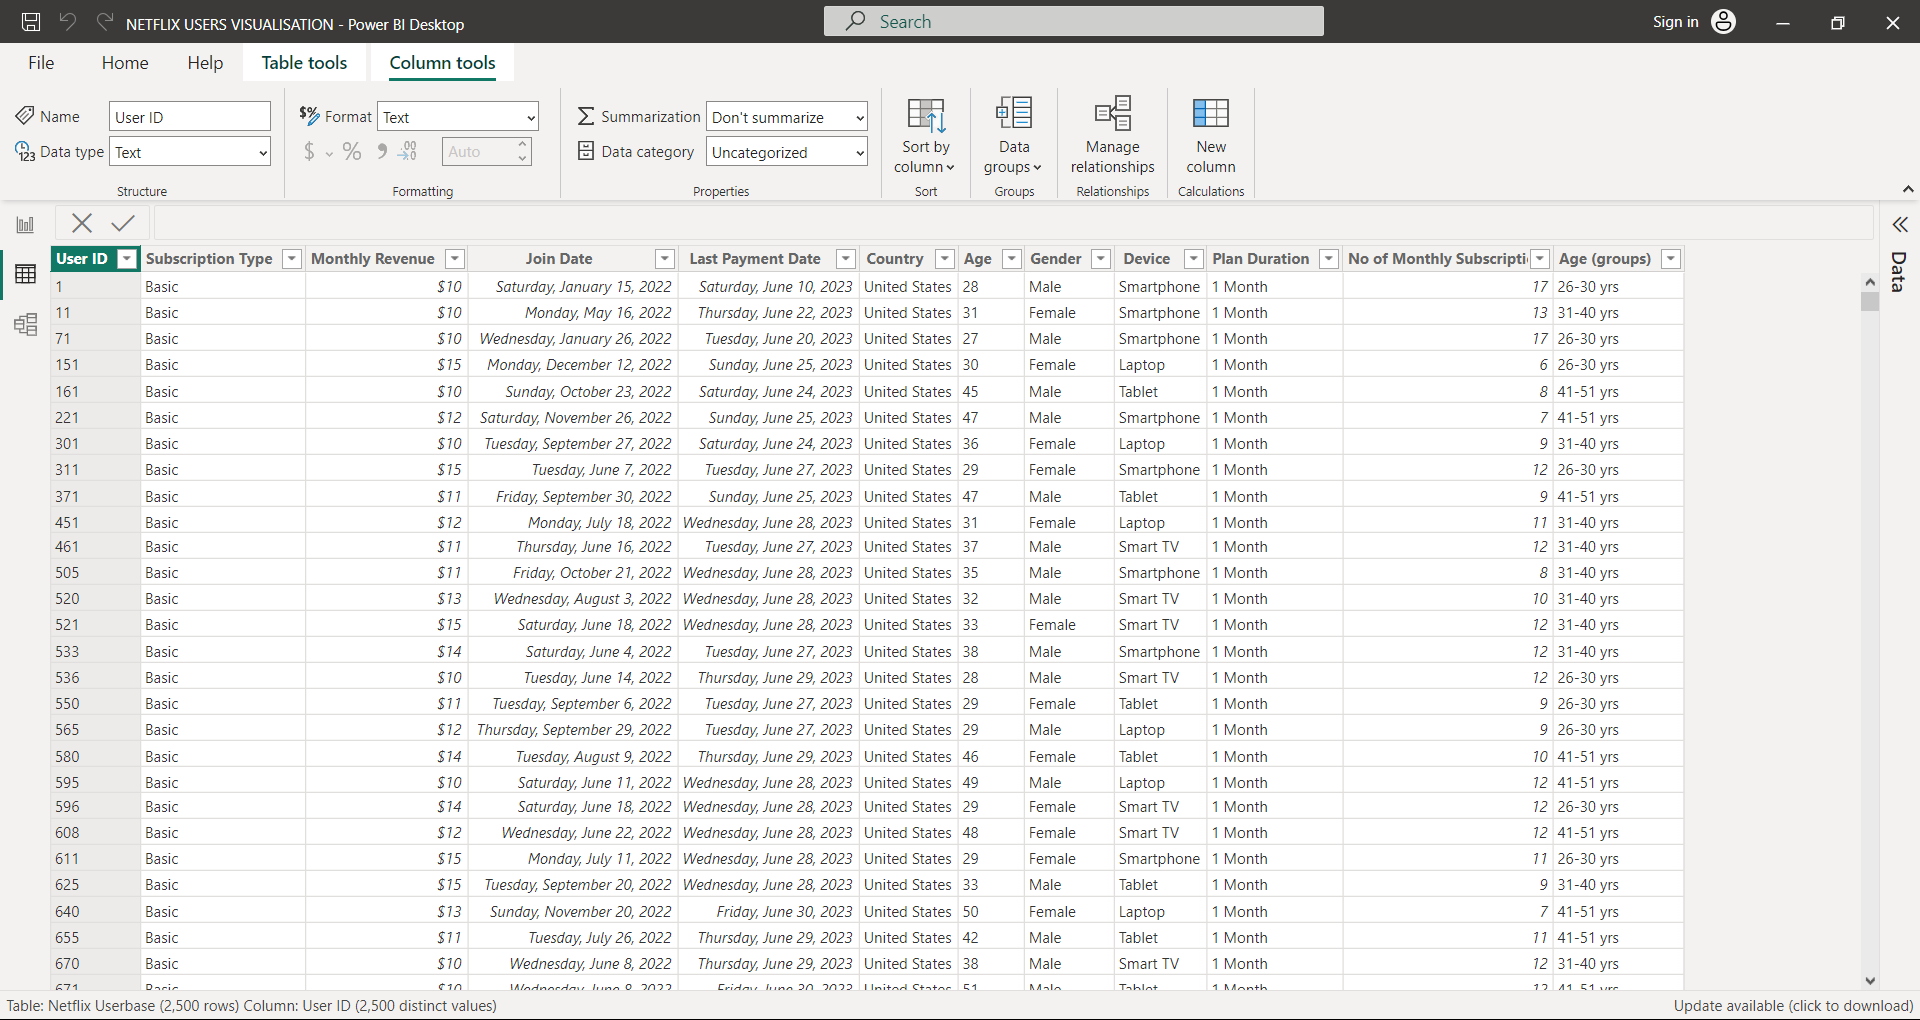 NETFLIX USERS VISUALISATION - Power BI Desktop
Search
Sign in
File Home Help Table tools Column tools
Name User ID
Data type Text
Structure
Format Text
$ % 9 .00 Auto
Formatting
Summarization Don't summarize
Data category Uncategorized
Properties
Sort by column
Sort
Data groups
Groups
Manage relationships
Relationships
New column
Calculations
Data
User ID Subscription Type Monthly Revenue Join Date Last Payment Date Country Age Gender Device Plan Duration No of Monthly Subscripti Age (groups)
1 Basic $10 Saturday, January 15, 2022 Saturday, June 10, 2023 United States 28 Male Smartphone 1 Month 17 26-30 yrs
11 Basic $10 Monday, May 16, 2022 Thursday, June 22, 2023 United States 31 Female Smartphone 1 Month 13 31-40 yrs
71 Basic $10 Wednesday, January 26, 2022 Tuesday, June 20, 2023 United States 27 Male Smartphone 1 Month 17 26-30 yrs
151 Basic $15 Monday, December 12, 2022 Sunday, June 25, 2023 United States 30 Female Laptop 1 Month 6 26-30 yrs
161 Basic $10 Sunday, October 23, 2022 Saturday, June 24, 2023 United States 45 Male Tablet 1 Month 8 41-51 yrs
221 Basic $12 Saturday, November 26, 2022 Sunday, June 25, 2023 United States 47 Male Smartphone 1 Month 7 41-51 yrs
301 Basic $10 Tuesday, September 27, 2022 Saturday, June 24, 2023 United States 36 Female Laptop 1 Month 9 31-40 yrs
311 Basic $15 Tuesday, June 7, 2022 Tuesday, June 27, 2023 United States 29 Female Smartphone 1 Month 12 26-30 yrs
371 Basic $11 Friday, September 30, 2022 Sunday, June 25, 2023 United States 47 Male Tablet 1 Month 9 41-51 yrs
451 Basic $12 Monday, July 18, 2022 Wednesday, June 28, 2023 United States 31 Female Laptop 1 Month 11 31-40 yrs
461 Basic $11 Thursday, June 16, 2022 Tuesday, June 27, 2023 United States 37 Male Smart TV 1 Month 12 31-40 yrs
505 Basic $11 Friday, October 21, 2022 Wednesday, June 28, 2023 United States 35 Male Smartphone 1 Month 8 31-40 yrs
520 Basic $13 Wednesday, August 3, 2022 Wednesday, June 28, 2023 United States 32 Male Smart TV 1 Month 10 31-40 yrs
521 Basic $15 Saturday, June 18, 2022 Wednesday, June 28, 2023 United States 33 Female Smart TV 1 Month 12 31-40 yrs
533 Basic $14 Saturday, June 4, 2022 Tuesday, June 27, 2023 United States 38 Male Smartphone 1 Month 12 31-40 yrs
536 Basic $10 Tuesday, June 14, 2022 Thursday, June 29, 2023 United States 28 Male Smart TV 1 Month 12 26-30 yrs
550 Basic $11 Tuesday, September 6, 2022 Tuesday, June 27, 2023 United States 29 Female Tablet 1 Month 9 26-30 yrs
565 Basic $12 Thursday, September 29, 2022 Tuesday, June 27, 2023 United States 29 Male Laptop 1 Month 9 26-30 yrs
580 Basic $14 Tuesday, August 9, 2022 Thursday, June 29, 2023 United States 46 Female Tablet 1 Month 10 41-51 yrs
595 Basic $10 Saturday, June 11, 2022 Wednesday, June 28, 2023 United States 49 Male Laptop 1 Month 12 41-51 yrs
596 Basic $14 Saturday, June 18, 2022 Wednesday, June 28, 2023 United States 29 Female Smart TV 1 Month 12 26-30 yrs
608 Basic $12 Wednesday, June 22, 2022 Wednesday, June 28, 2023 United States 48 Female Smart TV 1 Month 12 41-51 yrs
611 Basic $15 Monday, July 11, 2022 Wednesday, June 28, 2023 United States 29 Female Smartphone 1 Month 11 26-30 yrs
625 Basic $15 Tuesday, September 20, 2022 Wednesday, June 28, 2023 United States 33 Male Tablet 1 Month 9 31-40 yrs
640 Basic $13 Sunday, November 20, 2022 Friday, June 30, 2023 United States 50 Female Laptop 1 Month 7 41-51 yrs
655 Basic $11 Tuesday, July 26, 2022 Thursday, June 29, 2023 United States 42 Male Tablet 1 Month 11 41-51 yrs
670 Basic $10 Wednesday, June 8, 2022 Thursday, June 29, 2023 United States 38 Male Smart TV 1 Month 12 31-40 yrs
671 Basic $10 Wednesday, June 8, 2022 Friday, June 30, 2023 United States 51 Male Tablet 1 Month 12 41-51 yrs
Table: Netflix Userbase (2,500 rows) Column: User ID (2,500 distinct values)
Update available (click to download)